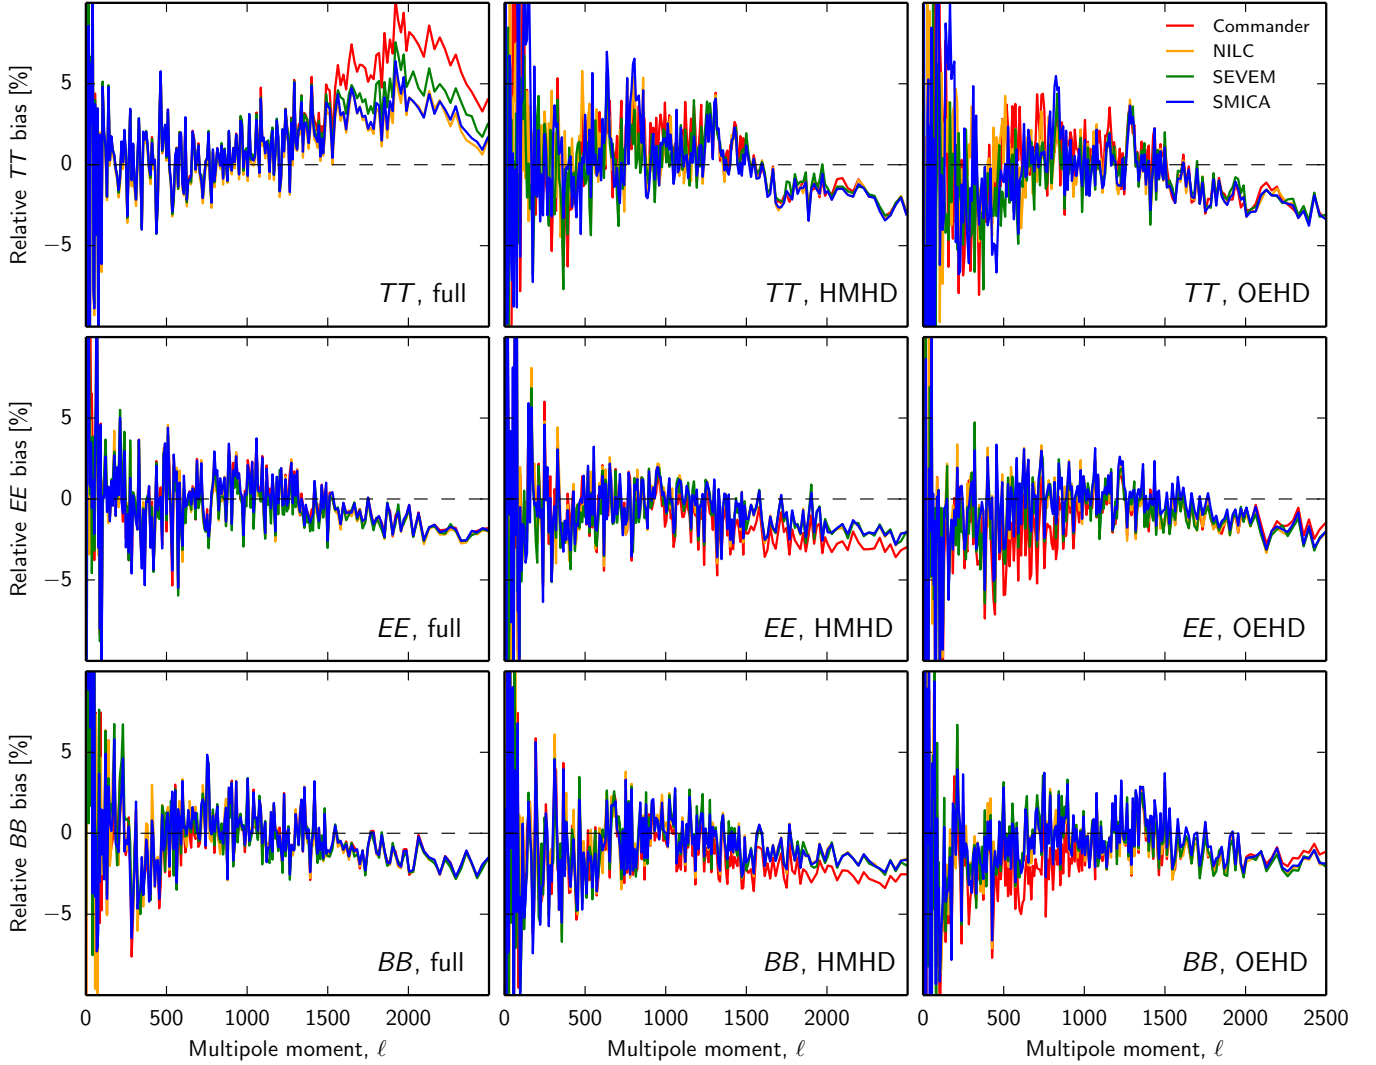 Commander
NILC
SEVEM
SMICA
Relative TT bias [%]
5
0
−5
TT, full
TT, HMHD
TT, OEHD
Relative EE bias [%]
5
0
−5
EE, full
EE, HMHD
EE, OEHD
Relative BB bias [%]
5
0
−5
BB, full
BB, HMHD
BB, OEHD
0 500 1000 1500 2000
0 500 1000 1500 2000
0 500 1000 1500 2000 2500
Multipole moment, ℓ
Multipole moment, ℓ
Multipole moment, ℓ